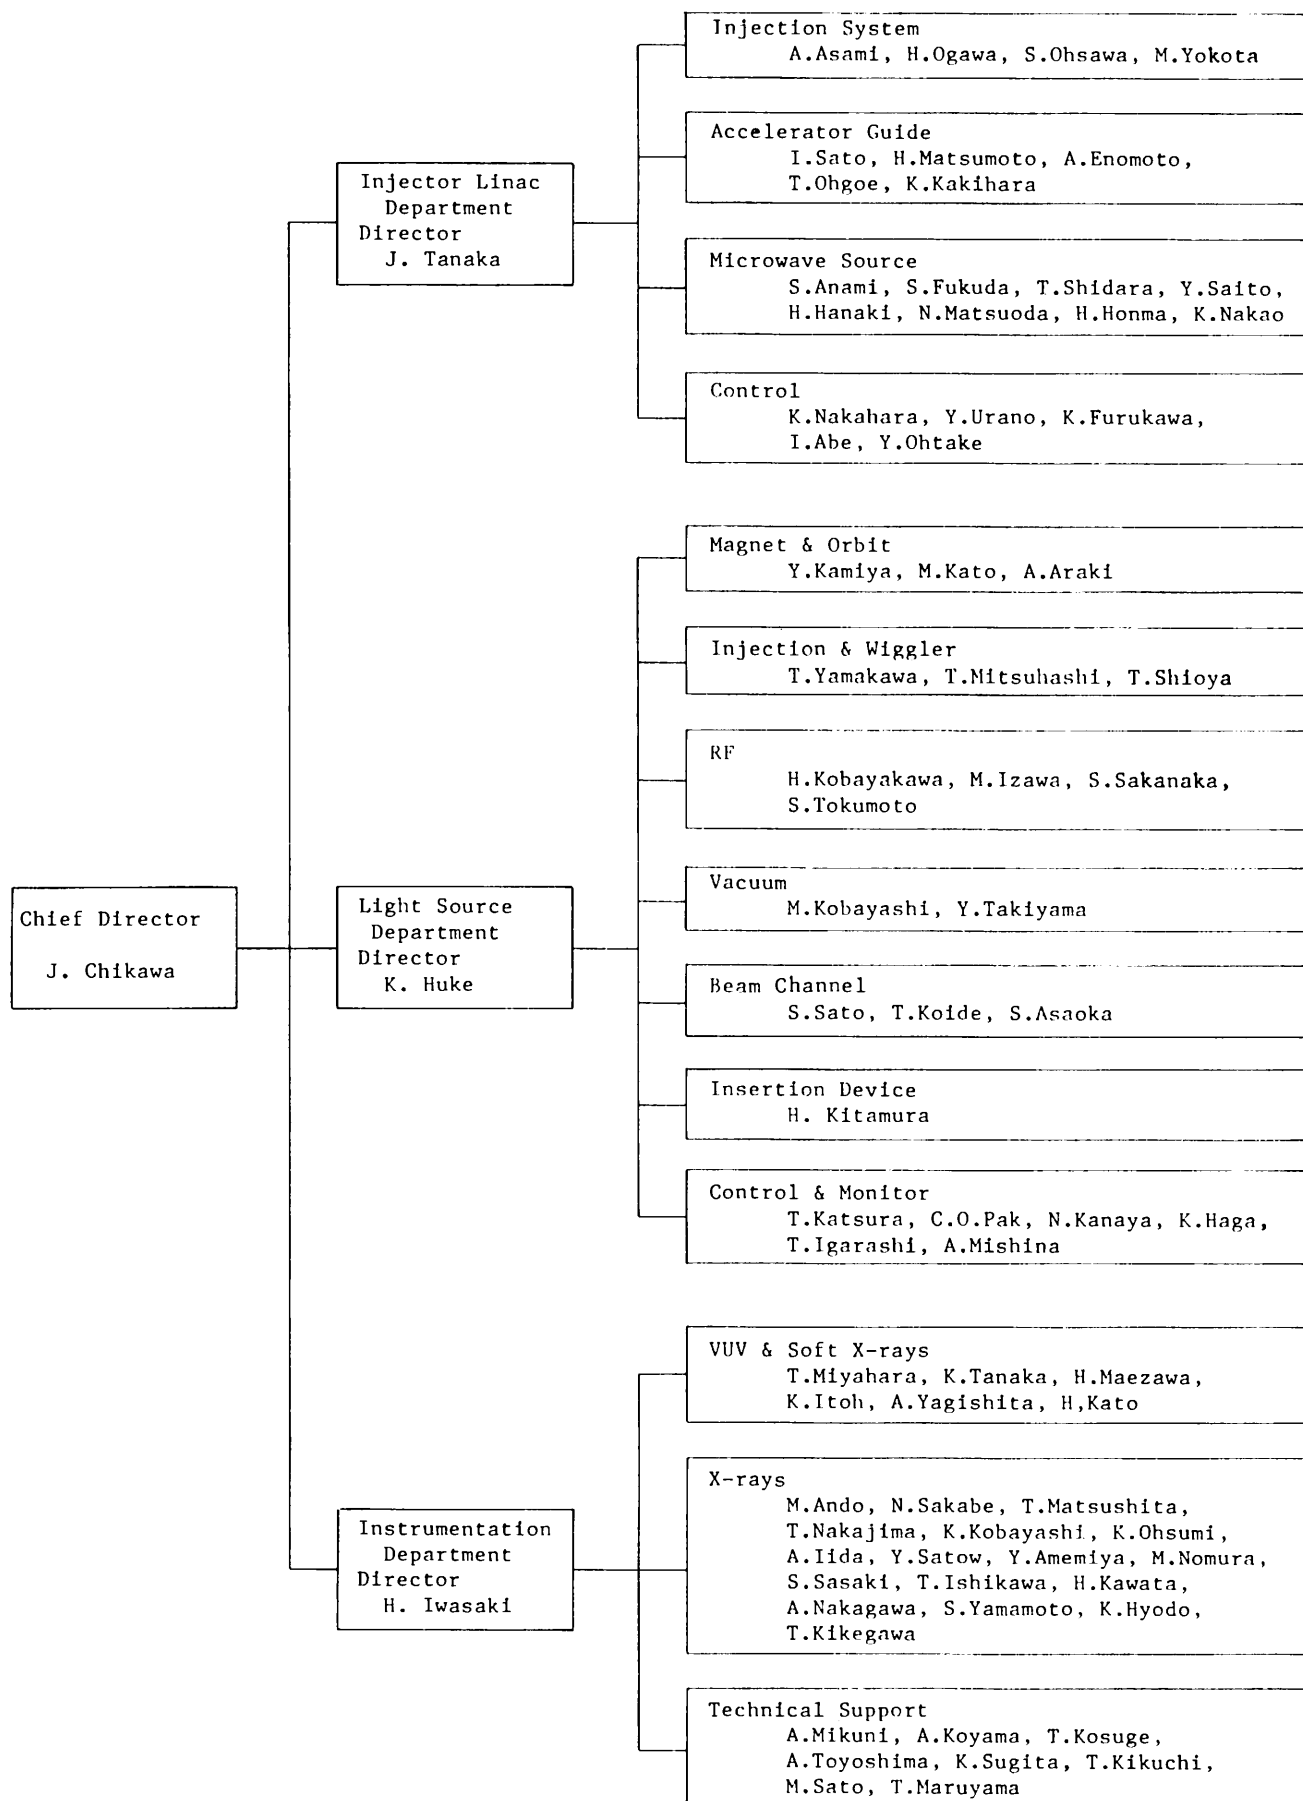 Chief Director
J. Chikawa
Injector Linac
Department
Director
J. Tanaka
Injection System
A.Asami, H.Ogawa, S.Ohsawa, M.Yokota
Accelerator Guide
I.Sato, H.Matsumoto, A.Enomoto,
T.Ohgoe, K.Kakihara
Microwave Source
S.Anami, S.Fukuda, T.Shidara, Y.Saito,
H.Hanaki, N.Matsuoda, H.Honma, K.Nakao
Control
K.Nakahara, Y.Urano, K.Furukawa,
I.Abe, Y.Ohtake
Light Source
Department
Director
K. Huke
Magnet & Orbit
Y.Kamiya, M.Kato, A.Araki
Injection & Wiggler
T.Yamakawa, T.Mitsuhashi, T.Shioya
RF
H.Kobayakawa, M.Izawa, S.Sakanaka,
S.Tokumoto
Vacuum
M.Kobayashi, Y.Takiyama
Beam Channel
S.Sato, T.Koide, S.Asaoka
Insertion Device
H. Kitamura
Control & Monitor
T.Katsura, C.O.Pak, N.Kanaya, K.Haga,
T.Igarashi, A.Mishina
Instrumentation
Department
Director
H. Iwasaki
VUV & Soft X-rays
T.Miyahara, K.Tanaka, H.Maezawa,
K.Itoh, A.Yagishita, H,Kato
X-rays
M.Ando, N.Sakabe, T.Matsushita,
T.Nakajima, K.Kobayashi, K.Ohsumi,
A.Iida, Y.Satow, Y.Amemiya, M.Nomura,
S.Sasaki, T.Ishikawa, H.Kawata,
A.Nakagawa, S.Yamamoto, K.Hyodo,
T.Kikegawa
Technical Support
A.Mikuni, A.Koyama, T.Kosuge,
A.Toyoshima, K.Sugita, T.Kikuchi,
M.Sato, T.Maruyama